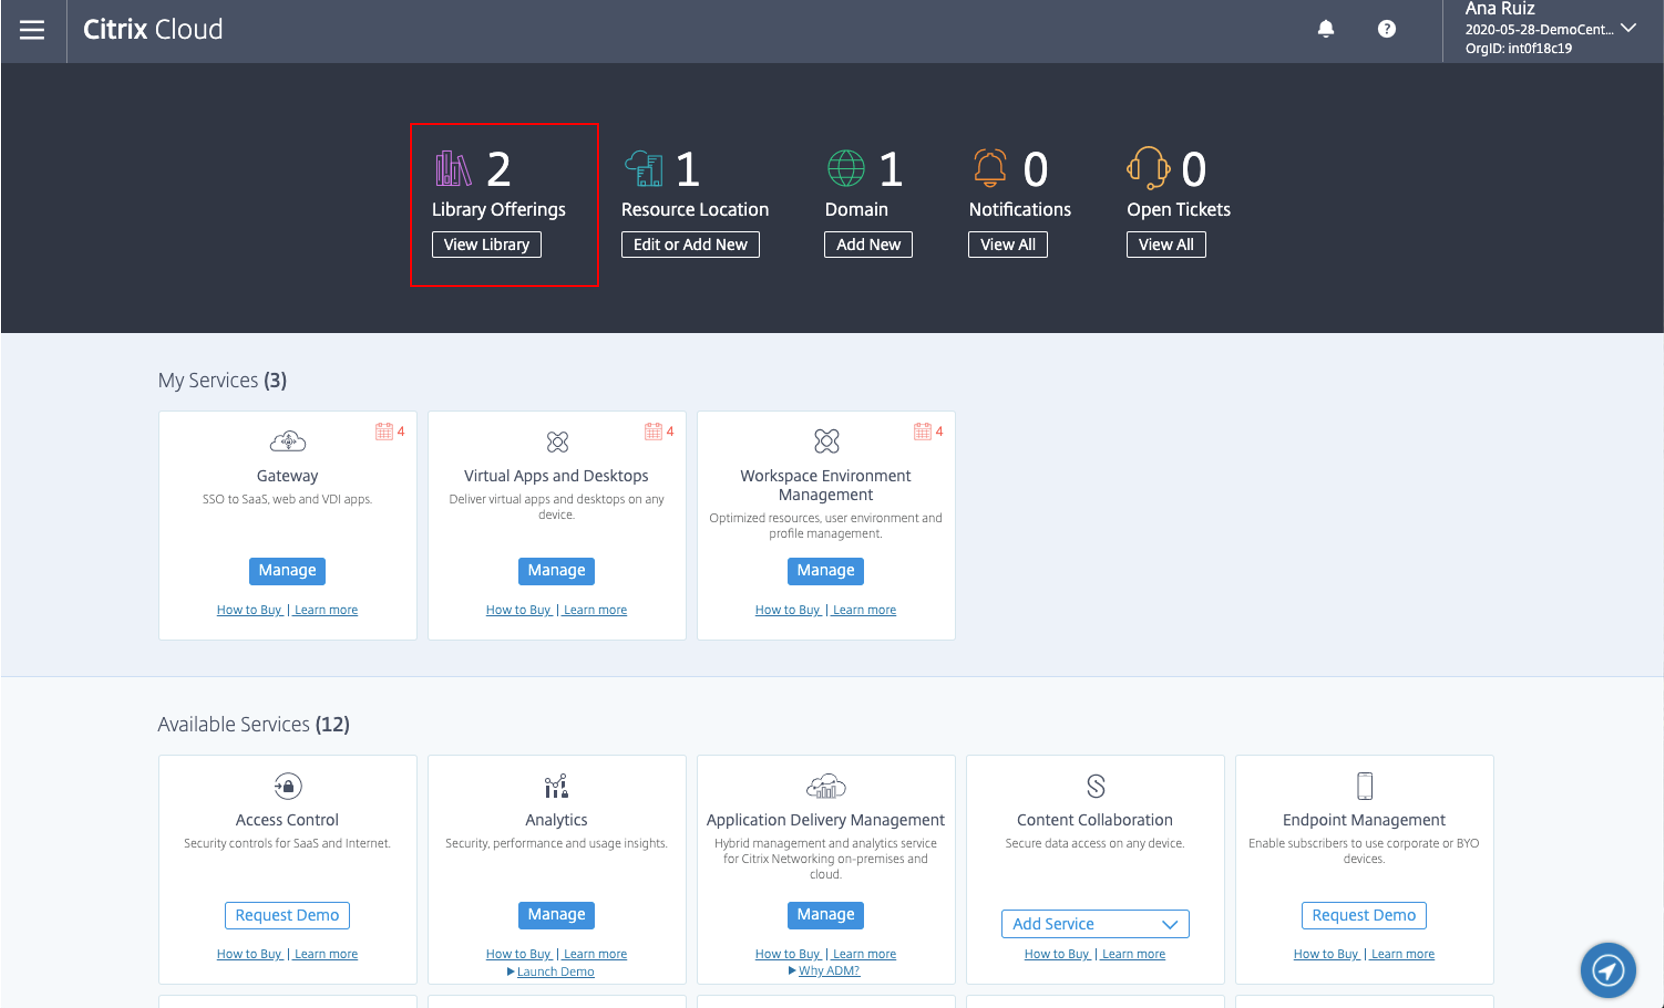 Citrix Cloud
?
Ana Ruiz
2020-05-28-DemoCent...
OrgID: int0f18c19
2
Library Offerings
View Library
1
Resource Location
Edit or Add New
1
Domain
Add New
0
Notifications
View All
0
Open Tickets
View All
My Services (3)
4
Gateway
SSO to SaaS, web and VDI apps.
Manage
How to Buy | Learn more
4
Virtual Apps and Desktops
Deliver virtual apps and desktops on any
device.
Manage
How to Buy | Learn more
4
Workspace Environment
Management
Optimized resources, user environment and
profile management.
Manage
How to Buy | Learn more
Available Services (12)
Access Control
Security controls for SaaS and Internet.
Request Demo
How to Buy | Learn more
Analytics
Security, performance and usage insights.
Manage
How to Buy | Learn more
Launch Demo
Application Delivery Management
Hybrid management and analytics service
for Citrix Networking on-premises and
cloud.
Manage
How to Buy | Learn more
Why ADM?
Content Collaboration
Secure data access on any device.
Add Service
How to Buy | Learn more
Endpoint Management
Enable subscribers to use corporate or BYO
devices.
Request Demo
How to Buy | Learn more